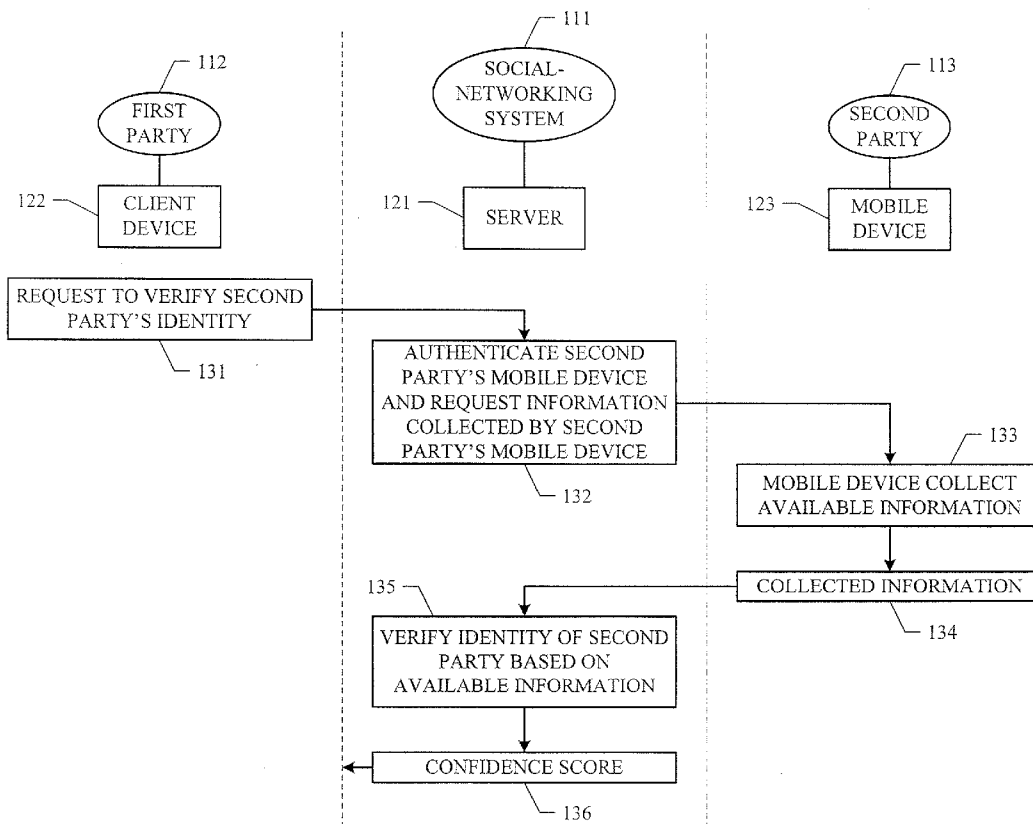 111
112
113
SOCIAL-
NETWORKING
SYSTEM
FIRST
PARTY
SECOND
PARTY
122
CLIENT
DEVICE
121
SERVER
123
MOBILE
DEVICE
REQUEST TO VERIFY SECOND
PARTY'S IDENTITY
131
AUTHENTICATE SECOND
PARTY'S MOBILE DEVICE
AND REQUEST INFORMATION
COLLECTED BY SECOND
PARTY'S MOBILE DEVICE
132
133
MOBILE DEVICE COLLECT
AVAILABLE INFORMATION
COLLECTED INFORMATION
134
135
VERIFY IDENTITY OF SECOND
PARTY BASED ON
AVAILABLE INFORMATION
CONFIDENCE SCORE
136